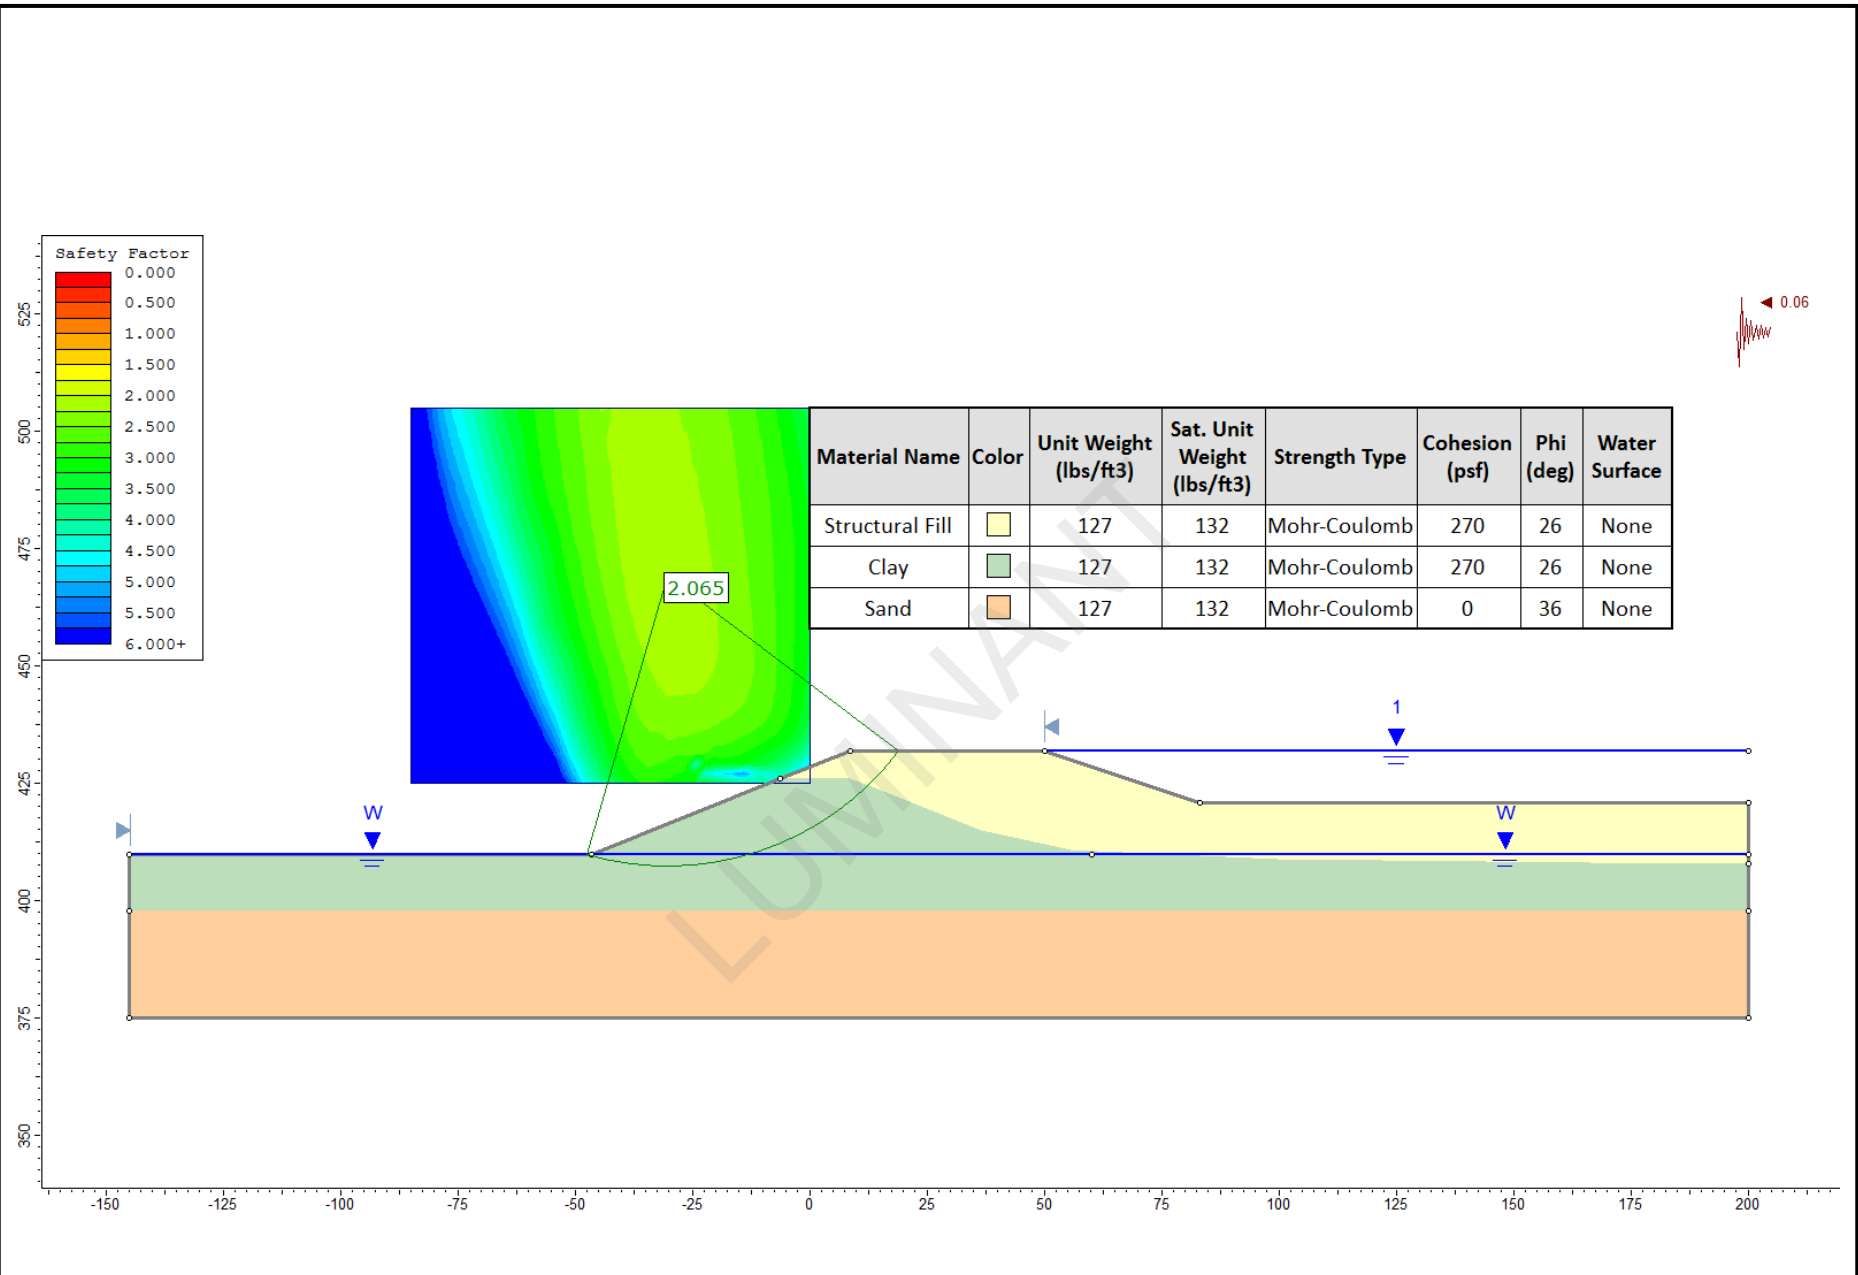 Safety Factor
0.000
0.500
1.000
1.500
2.000
2.500
3.000
3.500
4.000
4.500
5.000
5.500
6.000+
0.06
Material Name Color Unit Weight (lbs/ft3) Sat. Unit Weight (lbs/ft3) Strength Type Cohesion (psf) Phi (deg) Water Surface
Structural Fill 127 132 Mohr-Coulomb 270 26 None
Clay 127 132 Mohr-Coulomb 270 26 None
Sand 127 132 Mohr-Coulomb 0 36 None
2.065
1
W
W
LUMINANT
525
500
475
450
425
400
375
350
-150 -125 -100 -75 -50 -25 0 25 50 75 100 125 150 175 200